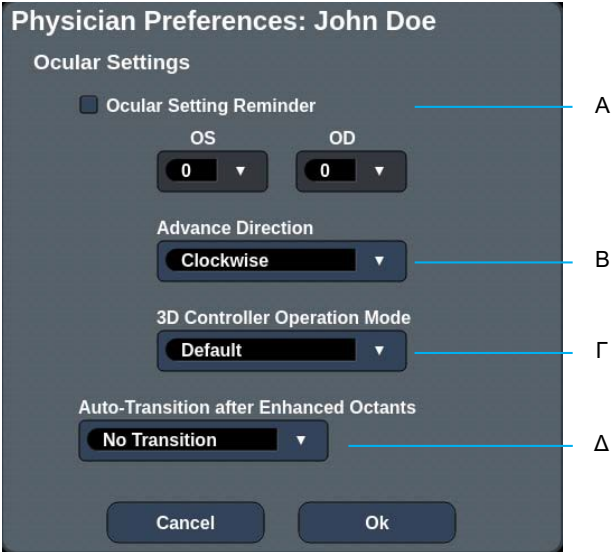 Physician Preferences: John Doe
Ocular Settings
Ocular Setting Reminder
Α
OS OD
0 ▼ 0 ▼
Advance Direction
Clockwise ▼
Β
3D Controller Operation Mode
Default ▼
Γ
Auto-Transition after Enhanced Octants
No Transition ▼
Δ
Cancel Ok